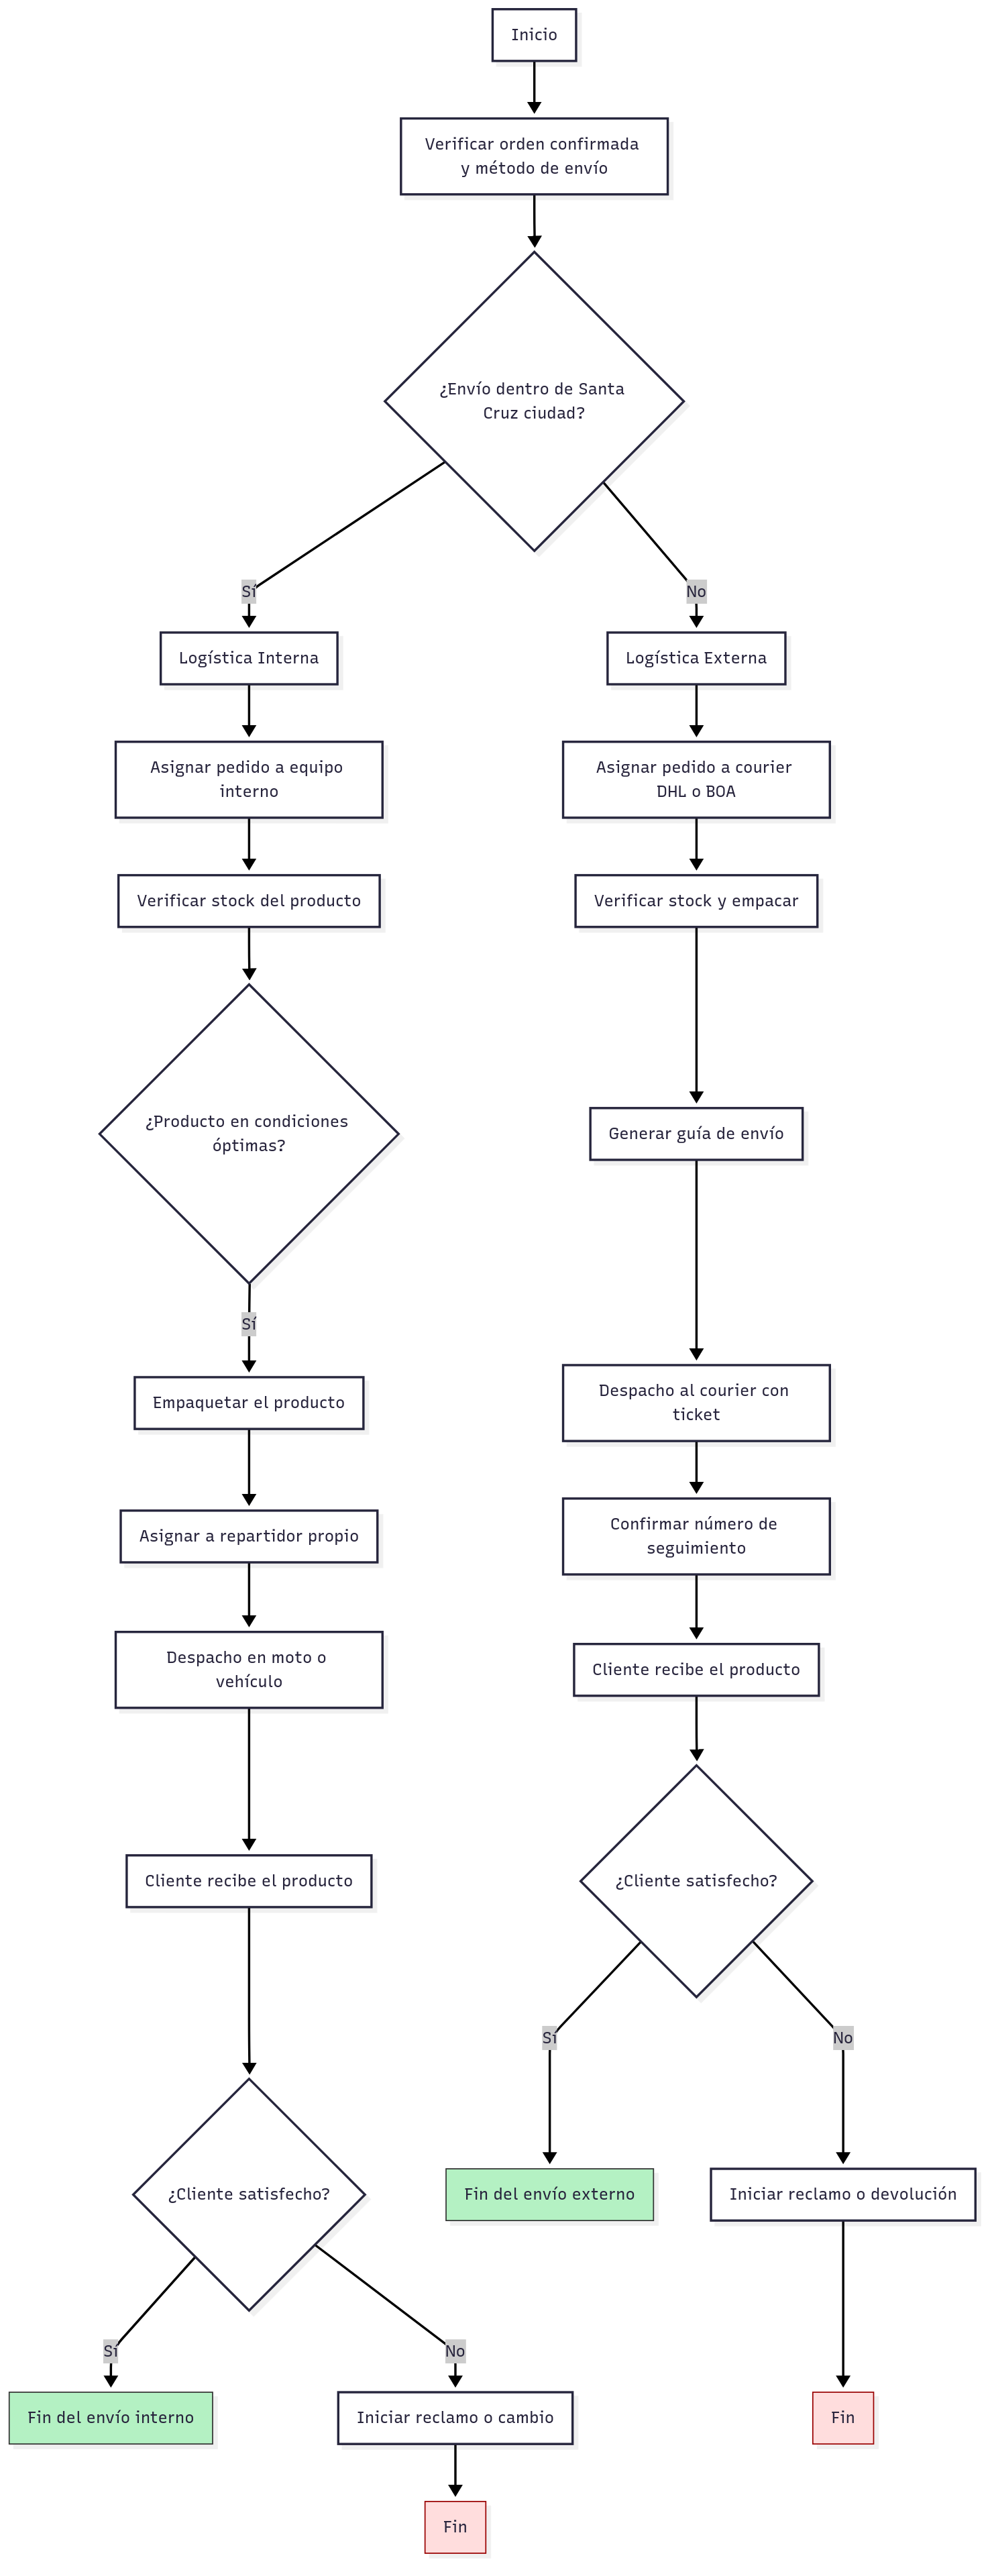 Inicio
Verificar orden confirmada
y método de envío
¿Envío dentro de Santa
Cruz ciudad?
Sí
No
Logística Interna
Logística Externa
Asignar pedido a equipo
interno
Asignar pedido a courier
DHL o BOA
Verificar stock del producto
Verificar stock y empacar
¿Producto en condiciones
óptimas?
Generar guía de envío
Sí
Empaquetar el producto
Despacho al courier con
ticket
Asignar a repartidor propio
Confirmar número de
seguimiento
Despacho en moto o
vehículo
Cliente recibe el producto
Cliente recibe el producto
¿Cliente satisfecho?
Sí
No
¿Cliente satisfecho?
Fin del envío externo
Iniciar reclamo o devolución
Sí
No
Fin del envío interno
Iniciar reclamo o cambio
Fin
Fin